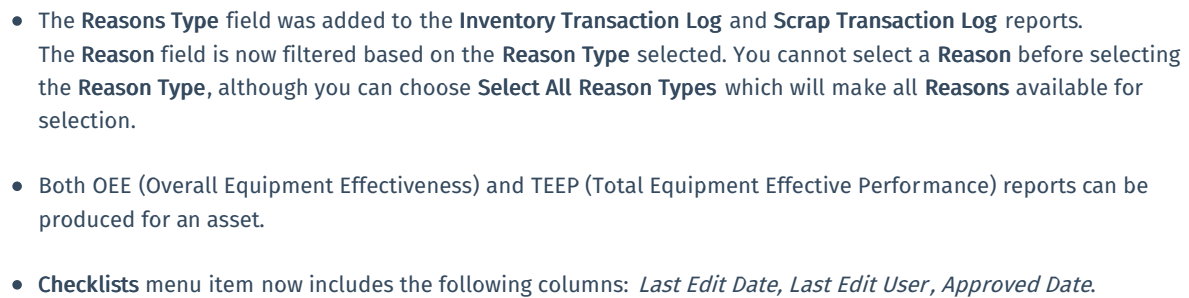 • The Reasons Type field was added to the Inventory Transaction Log and Scrap Transaction Log reports.
The Reason field is now filtered based on the Reason Type selected. You cannot select a Reason before selecting
the Reason Type, although you can choose Select All Reason Types which will make all Reasons available for
selection.
• Both OEE (Overall Equipment Effectiveness) and TEEP (Total Equipment Effective Performance) reports can be
produced for an asset.
• Checklists menu item now includes the following columns: Last Edit Date, Last Edit User, Approved Date.